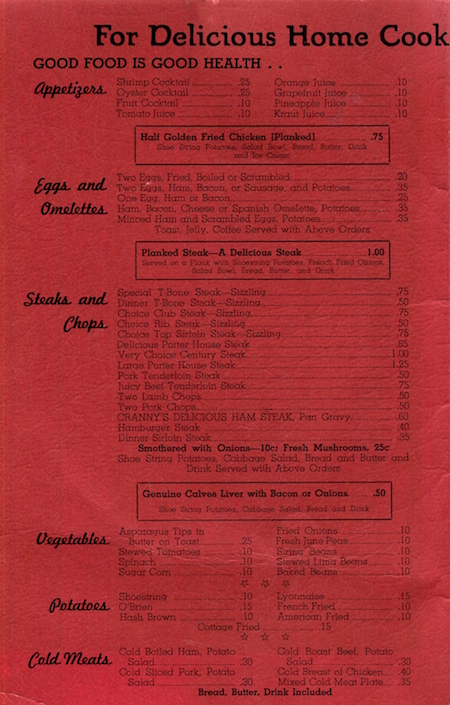 For Delicious Home Cook
GOOD FOOD IS GOOD HEALTH . .
Appetizers
Shrimp Cocktail .25 Orange Juice .10
Oyster Cocktail .25 Grapefruit Juice .10
Fruit Cocktail .10 Pineapple Juice .10
Tomato Juice .10 Kraut Juice .10
Half Golden Fried Chicken [Planked] .75
Shoe String Potatoes, Salad Bowl, Bread, Butter, Drink
and Ice Cream
Eggs and
Omelettes
Two Eggs, Fried, Boiled or Scrambled .20
Two Eggs, Ham, Bacon, or Sausage, and Potatoes .35
One Egg, Ham or Bacon .25
Ham, Bacon, Cheese or Spanish Omelette, Potatoes .35
Minced Ham and Scrambled Eggs, Potatoes .35
Toast, Jelly, Coffee Served with Above Orders
Planked Steak—A Delicious Steak 1.00
Served on a Plank with Shoestring Potatoes, French Fried Onions,
Salad Bowl, Bread, Butter, and Drink
Steaks and
Chops
Special T-Bone Steak—Sizzling .75
Dinner T-Bone Steak—Sizzling .50
Choice Club Steak—Sizzling .75
Choice Rib Steak—Sizzling .50
Choice Top Sirloin Steak—Sizzling .75
Delicious Porter House Steak .85
Very Choice Century Steak 1.00
Large Porter House Steak 1.25
Pork Tenderloin Steak .50
Juicy Beef Tenderloin Steak .75
Two Lamb Chops .50
Two Pork Chops .50
CRANNY'S DELICIOUS HAM STEAK, Pan Gravy .60
Hamburger Steak .40
Dinner Sirloin Steak .35
Smothered with Onions—10c; Fresh Mushrooms, 25c
Shoe String Potatoes, Cabbage Salad, Bread and Butter and
Drink Served with Above Orders
Genuine Calves Liver with Bacon or Onions .50
Shoe String Potatoes, Cabbage Salad, Bread and Drink
Vegetables
Asparagus Tips in Fried Onions .10
Butter on Toast .25 Fresh June Peas .10
Stewed Tomatoes .10 String Beans .10
Spinach .10 Stewed Lima Beans .10
Sugar Corn .10 Baked Beans .10
Potatoes
Shoestring .10 Lyonnaise .15
O'Brien .15 French Fried .10
Hash Brown .10 American Fried .10
Cottage Fried .15
Cold Meats
Cold Boiled Ham, Potato Cold Roast Beef, Potato
Salad .30 Salad .30
Cold Sliced Pork, Potato Cold Breast of Chicken .40
Salad .30 Mixed Cold Meat Plate .35
Bread, Butter, Drink Included